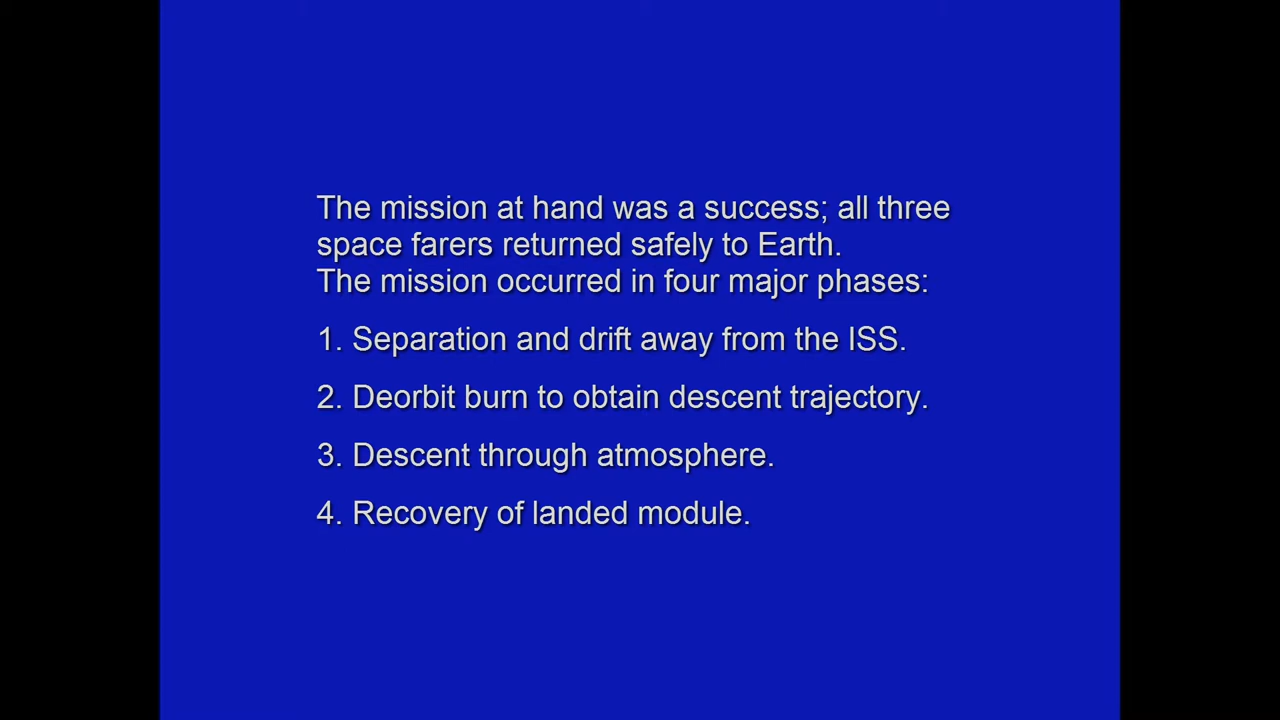 The mission at hand was a success; all three
space farers returned safely to Earth.
The mission occurred in four major phases:
1. Separation and drift away from the ISS.
2. Deorbit burn to obtain descent trajectory.
3. Descent through atmosphere.
4. Recovery of landed module.